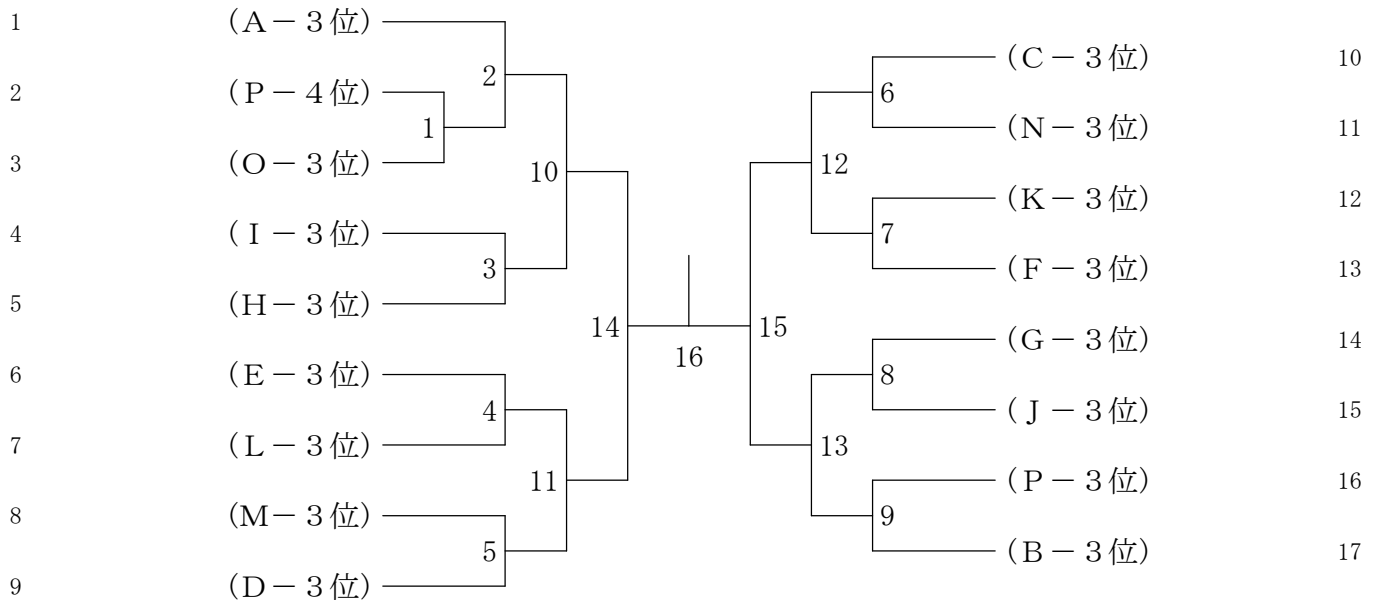 1 (A－3位)
2 (P－4位)
3 (O－3位)
4 (I－3位)
5 (H－3位)
6 (E－3位)
7 (L－3位)
8 (M－3位)
9 (D－3位)
2
1
10
3
14
4
11
5
16
15
12
6
7
13
8
9
(C－3位) 10
(N－3位) 11
(K－3位) 12
(F－3位) 13
(G－3位) 14
(J－3位) 15
(P－3位) 16
(B－3位) 17